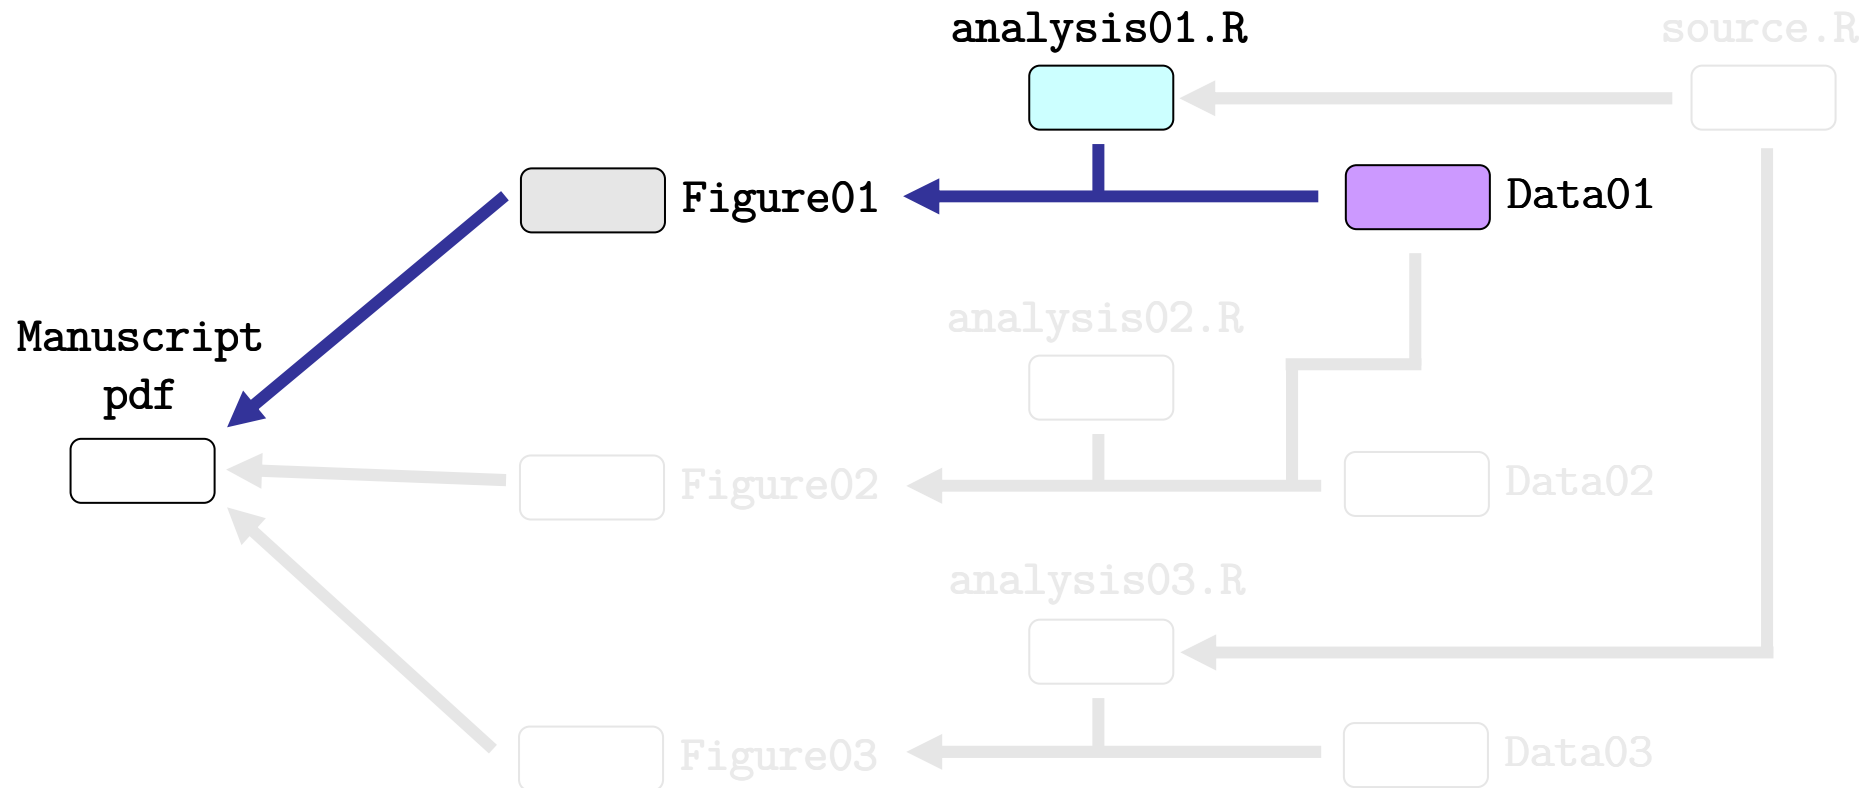 analysis01.R
source.R
Figure01
Data01
analysis02.R
Manuscript
pdf
Figure02
Data02
analysis03.R
Figure03
Data03